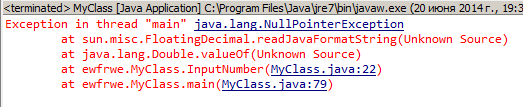 <terminated> MyClass [Java Application] C:\Program Files\Java\jre7\bin\javaw.exe (20 июня 2014 г., 19:3
Exception in thread "main" java.lang.NullPointerException
at sun.misc.FloatingDecimal.readJavaFormatString(Unknown Source)
at java.lang.Double.valueOf(Unknown Source)
at ewfrwe.MyClass.InputNumber(MyClass.java:22)
at ewfrwe.MyClass.main(MyClass.java:79)